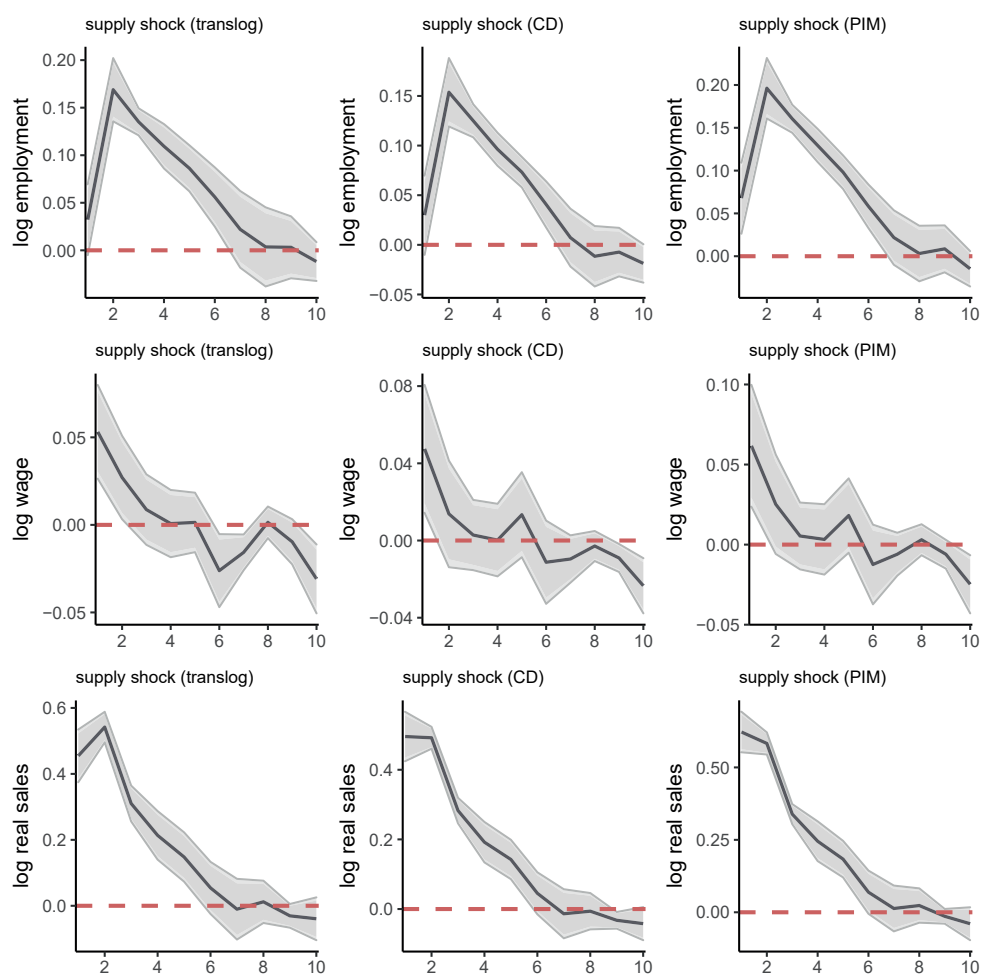 supply shock (translog)
supply shock (CD)
supply shock (PIM)
log employment
0.20
0.15
0.10
0.05
0.00
2 4 6 8 10
log employment
0.15
0.10
0.05
0.00
−0.05
2 4 6 8 10
log employment
0.20
0.15
0.10
0.05
0.00
2 4 6 8 10
supply shock (translog)
supply shock (CD)
supply shock (PIM)
log wage
0.05
0.00
−0.05
2 4 6 8 10
log wage
0.08
0.04
0.00
−0.04
2 4 6 8 10
log wage
0.10
0.05
0.00
−0.05
2 4 6 8 10
supply shock (translog)
supply shock (CD)
supply shock (PIM)
log real sales
0.6
0.4
0.2
0.0
2 4 6 8 10
log real sales
0.4
0.2
0.0
2 4 6 8 10
log real sales
0.50
0.25
0.00
2 4 6 8 10